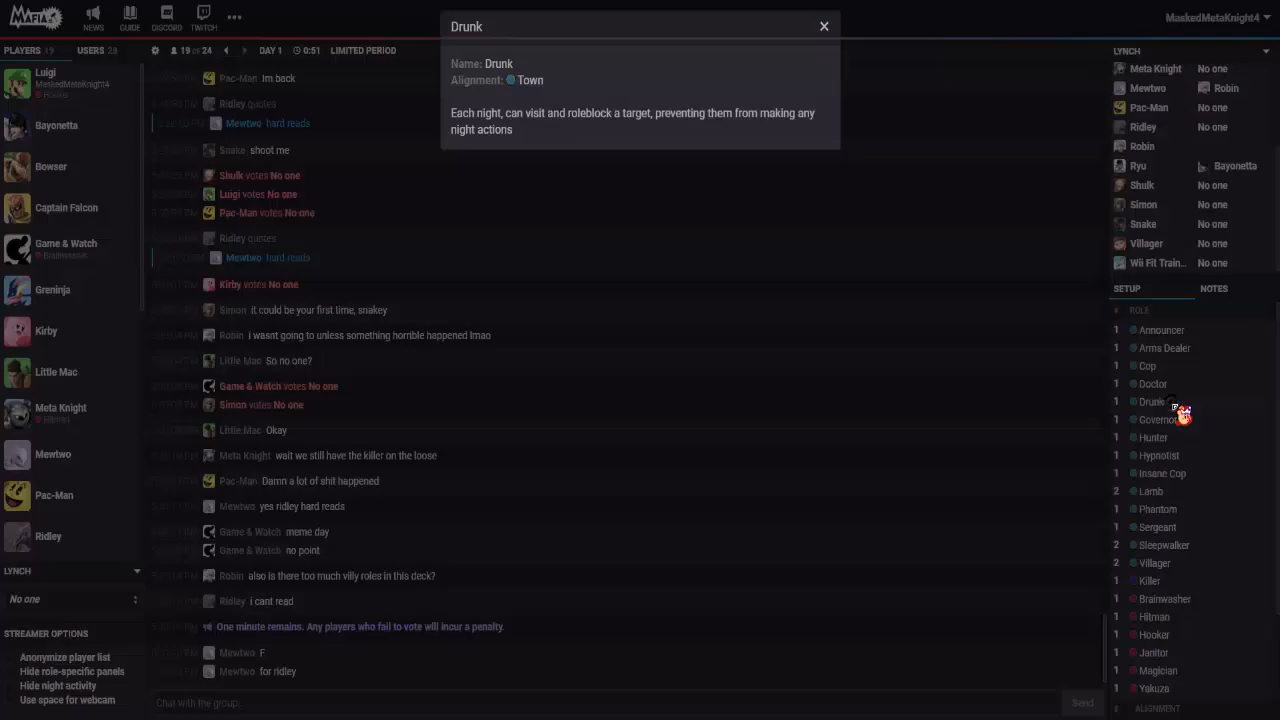 MAFIA
NEWS
GUIDE
DISCORD
TWITCH
MaskedMetaKnight4
PLAYERS 19
USERS 28
19 of 24
DAY 1
0:51
LIMITED PERIOD
Luigi
MaskedMetaKnight4
Hooker
Bayonetta
Bowser
Captain Falcon
Game & Watch
Brainwasher
Greninja
Kirby
Little Mac
Meta Knight
Hitman
Mewtwo
Pac-Man
Ridley
LYNCH
No one
STREAMER OPTIONS
Anonymize player list
Hide role-specific panels
Hide night activity
Use space for webcam
Drunk
Name: Drunk
Alignment: Town
Each night, can visit and roleblock a target, preventing them from making any
night actions
Pac-Man Im back
Ridley quotes
Mewtwo hard reads
Snake shoot me
Shulk votes No one
Luigi votes No one
Pac-Man votes No one
Ridley quotes
Mewtwo hard reads
Kirby votes No one
Simon it could be your first time, snakey
Robin i wasnt going to unless something horrible happened lmao
Little Mac So no one?
Game & Watch votes No one
Simon votes No one
Little Mac Okay
Meta Knight wait we still have the killer on the loose
Pac-Man Damn a lot of shit happened
Mewtwo yes ridley hard reads
Game & Watch meme day
Game & Watch no point
Robin also is there too much villy roles in this deck?
Ridley i cant read
One minute remains. Any players who fail to vote will incur a penalty.
Mewtwo F
Mewtwo for ridley
Chat with the group.
Send
LYNCH
Meta Knight No one
Mewtwo Robin
Pac-Man No one
Ridley No one
Robin
Ryu Bayonetta
Shulk No one
Simon No one
Snake No one
Villager No one
Wii Fit Train... No one
SETUP
NOTES
# ROLE
1 Announcer
1 Arms Dealer
1 Cop
1 Doctor
1 Drunk
1 Governor
1 Hunter
1 Hypnotist
1 Insane Cop
2 Lamb
1 Phantom
1 Sergeant
2 Sleepwalker
2 Villager
1 Killer
1 Brainwasher
1 Hitman
1 Hooker
1 Janitor
1 Magician
1 Yakuza
# ALIGNMENT